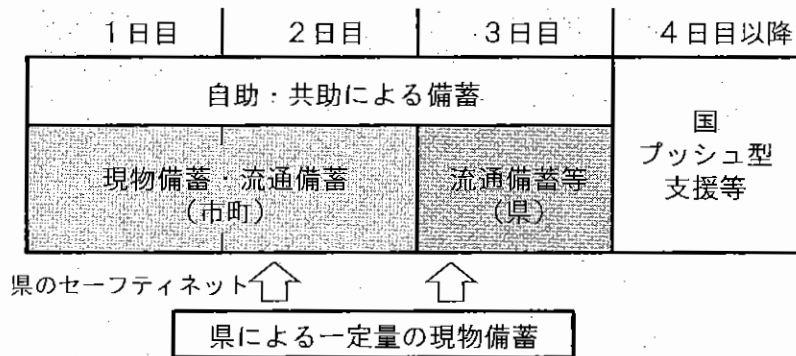 1日目 2日目 3日目 4日目以降
自助・共助による備蓄
現物備蓄・流通備蓄
(市町)
流通備蓄等
(県)
国
プッシュ型
支援等
県のセーフティネット
県による一定量の現物備蓄